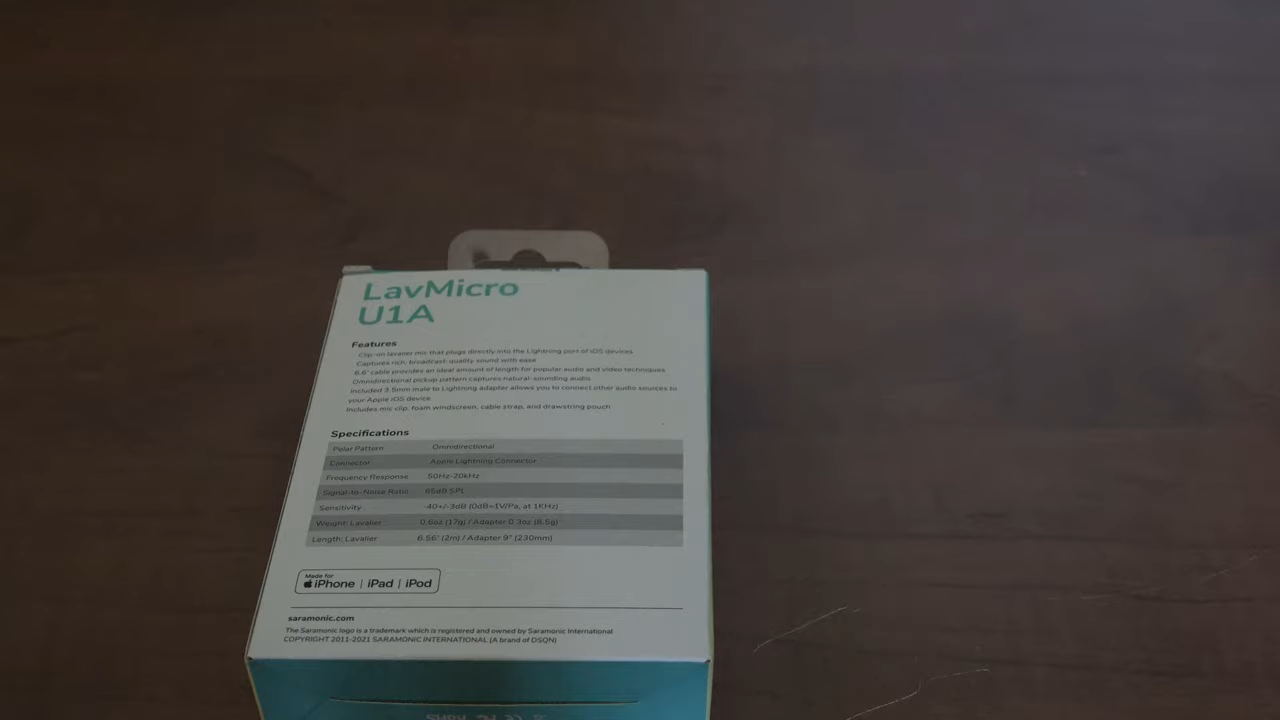 LavMicro
U1A
Features
Clip-on lavalier mic that plugs directly into the Lightning port of iOS devices
Captures rich, broadcast-quality sound with ease
6.6' cable provides an ideal amount of length for popular audio and video techniques
Omnidirectional pickup pattern captures natural-sounding audio
Included 3.5mm male to Lightning adapter allows you to connect other audio sources to
your Apple iOS device
Includes mic clip, foam windscreen, cable strap, and drawstring pouch
Specifications
Polar Pattern Omnidirectional
Connector Apple Lightning Connector
Frequency Response 50Hz-20kHz
Signal-to-Noise Ratio 65dB SPL
Sensitivity -40+/-3dB (0dB=1V/Pa, at 1KHz)
Weight: Lavalier 0.6oz (17g) / Adapter 0.3oz (8.5g)
Length: Lavalier 6.56' (2m) / Adapter 9" (230mm)
Made for
iPhone | iPad | iPod
saramonic.com
The Saramonic logo is a trademark which is registered and owned by Saramonic International
COPYRIGHT 2011-2021 SARAMONIC INTERNATIONAL (A brand of DSQN)
RoHS